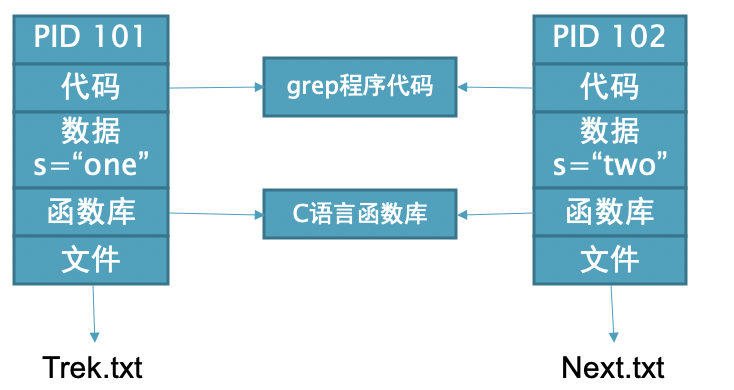 PID 101
代码
数据
s=“one”
函数库
文件
Trek.txt
grep程序代码
C语言函数库
PID 102
代码
数据
s=“two”
函数库
文件
Next.txt